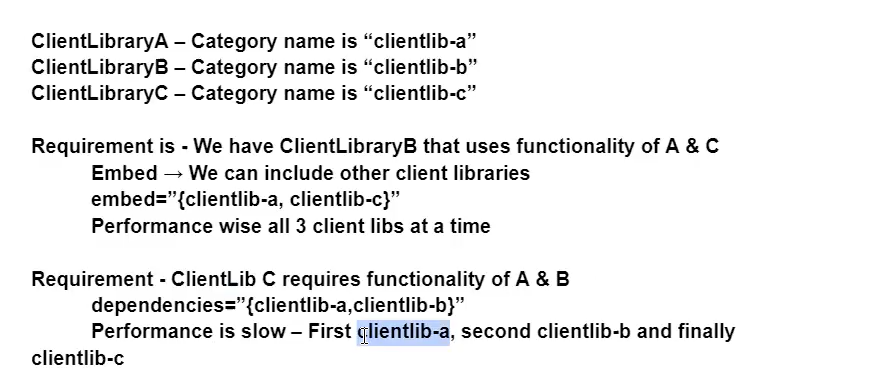 ClientLibraryA – Category name is “clientlib-a”
ClientLibraryB – Category name is “clientlib-b”
ClientLibraryC – Category name is “clientlib-c”
Requirement is - We have ClientLibraryB that uses functionality of A & C
Embed → We can include other client libraries
embed=”{clientlib-a, clientlib-c}”
Performance wise all 3 client libs at a time
Requirement - ClientLib C requires functionality of A & B
dependencies=”{clientlib-a,clientlib-b}”
Performance is slow – First clientlib-a, second clientlib-b and finally
clientlib-c